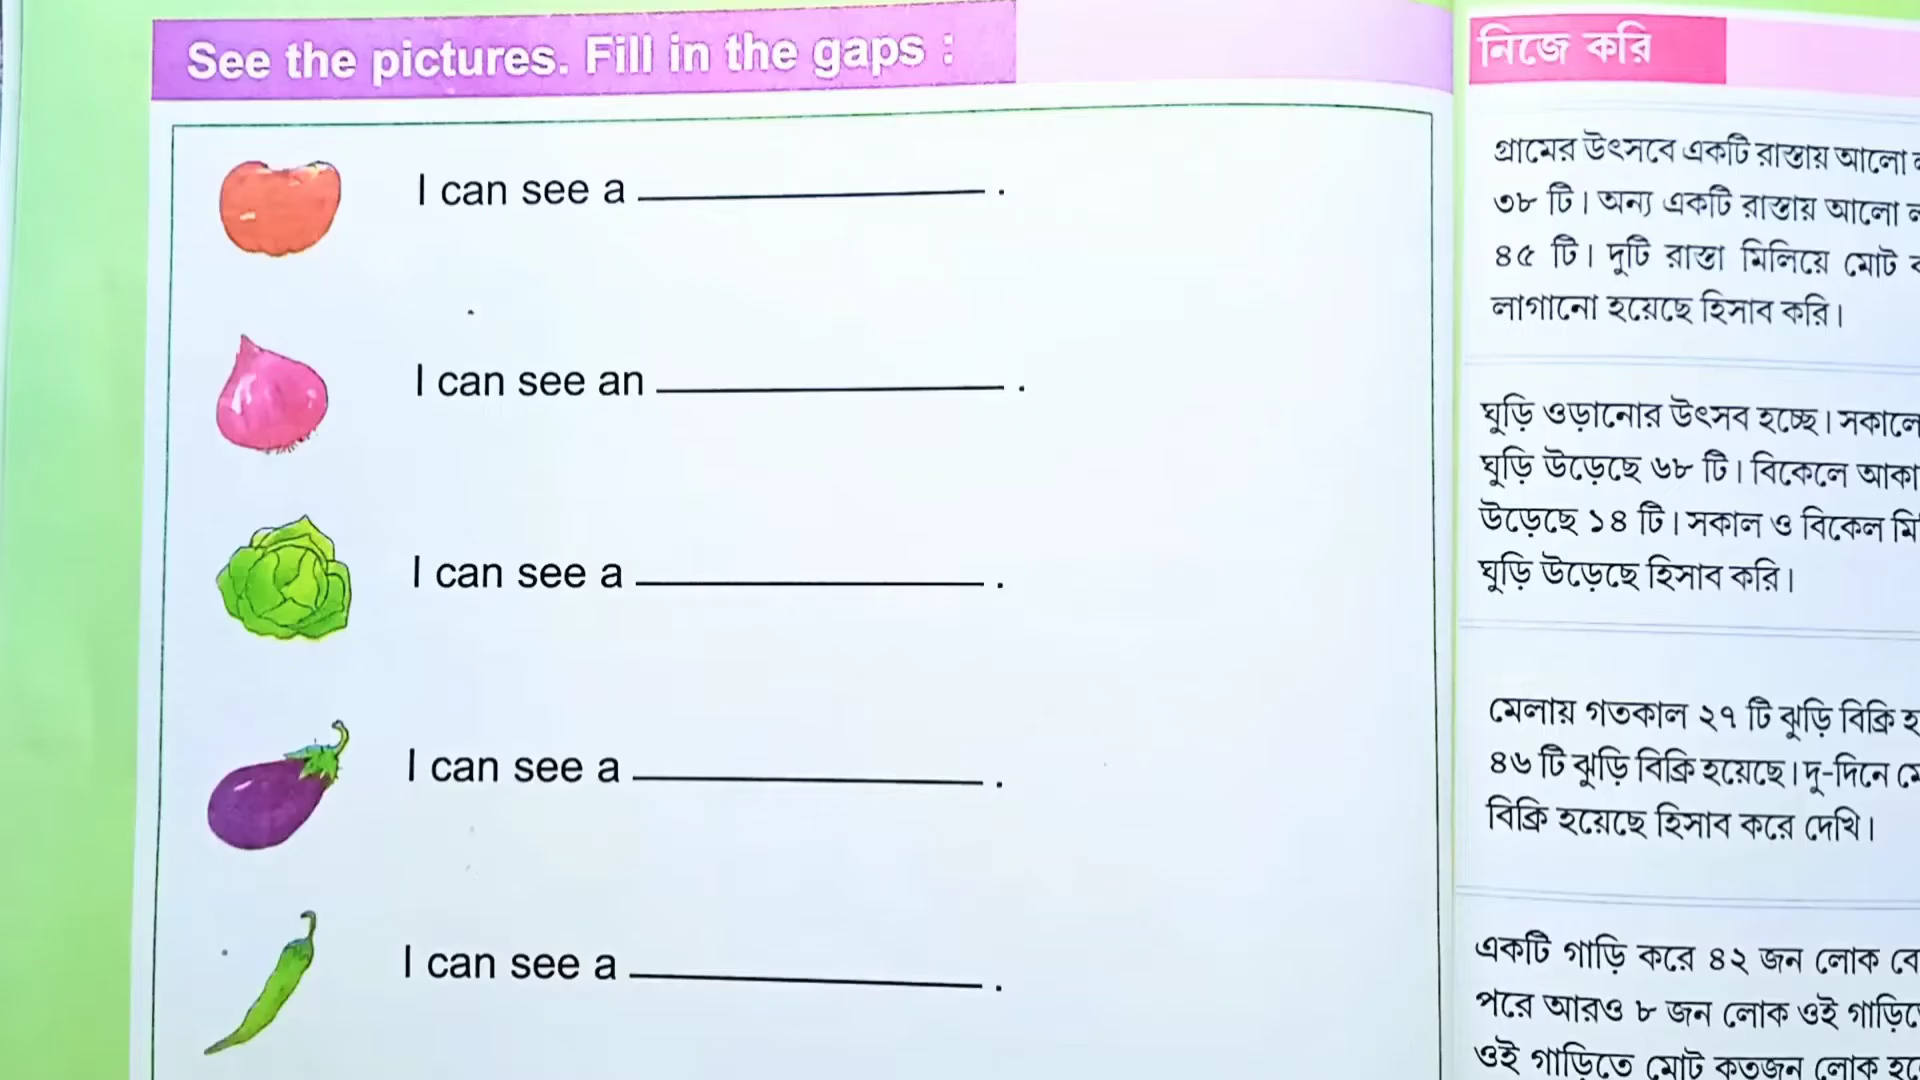 See the pictures. Fill in the gaps :
I can see a ____________ .
I can see an ____________ .
I can see a ____________ .
I can see a ____________ .
I can see a ____________ .
নিজে করি
গ্রামের উৎসবে একটি রাস্তায় আলো
৩৮ টি। অন্য একটি রাস্তায় আলো
৪৫ টি। দুটি রাস্তা মিলিয়ে মোট
লাগানো হয়েছে হিসাব করি।
ঘুড়ি ওড়ানোর উৎসব হচ্ছে। সকালে
ঘুড়ি উড়েছে ৬৮ টি। বিকেলে
উড়েছে ১৪ টি। সকাল ও বিকেল
ঘুড়ি উড়েছে হিসাব করি।
মেলায় গতকাল ২৭ টি ঝুড়ি বিক্রি
৪৬ টি ঝুড়ি বিক্রি হয়েছে। দু-দিনে
বিক্রি হয়েছে হিসাব করে দেখি।
একটি গাড়ি করে ৪২ জন লোক
পরে আরও ৮ জন লোক ওই
ওই গাড়িতে মোট কতজন লোক